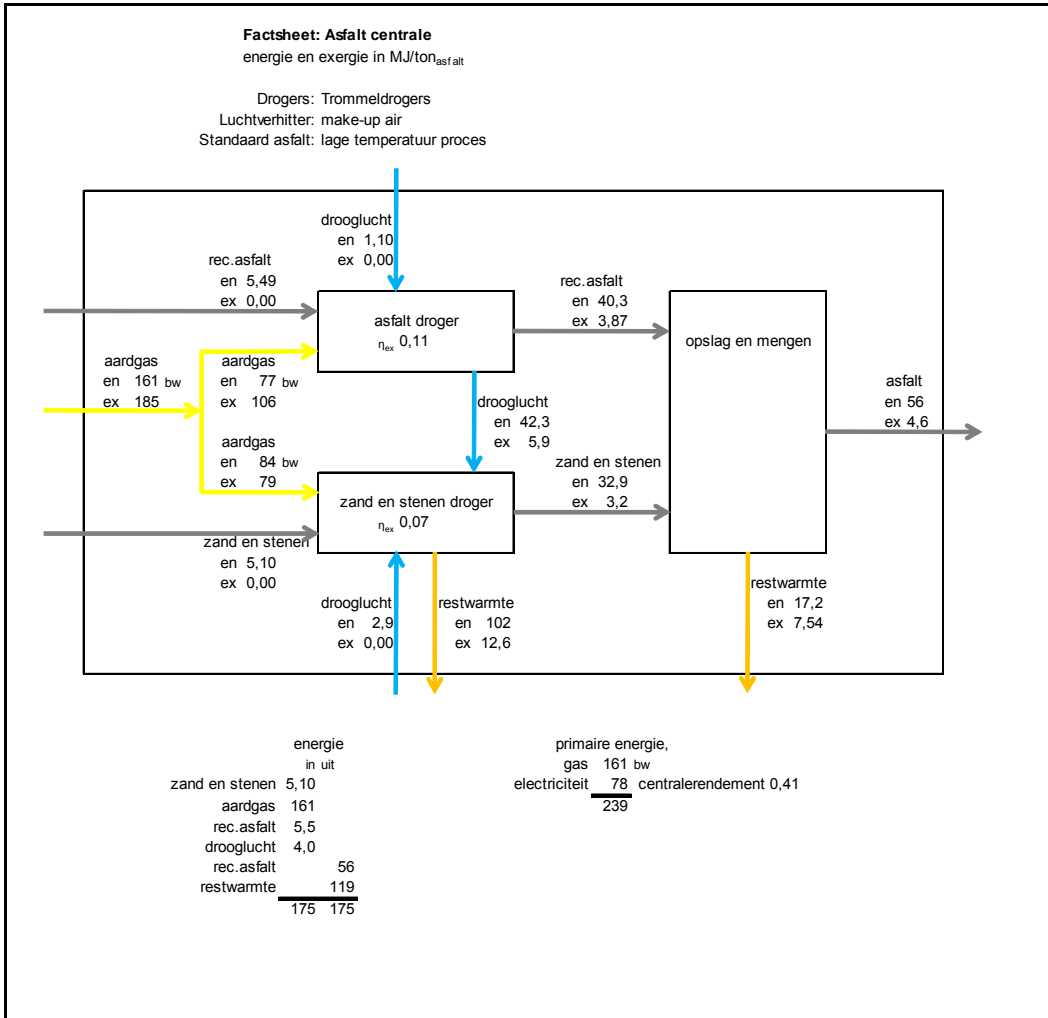 Factsheet: Asfalt centrale
energie en exergie in MJ/ton asfalt
Drogers: Trommeldrogers
Luchtverhitter: make-up air
Standaard asfalt: lage temperatuur proces
drooglucht
en 1,10
ex 0,00
rec.asfalt
en 5,49
ex 0,00
rec.asfalt
en 40,3
ex 3,87
asfalt droger
ηex 0,11
opslag en mengen
aardgas
en 161 bw
ex 185
aardgas
en 77 bw
ex 106
asfalt
en 56
ex 4,6
drooglucht
en 42,3
ex 5,9
aardgas
en 84 bw
ex 79
zand en stenen
en 32,9
ex 3,2
zand en stenen droger
ηex 0,07
zand en stenen
en 5,10
ex 0,00
drooglucht
en 2,9
ex 0,00
restwarmte
en 102
ex 12,6
restwarmte
en 17,2
ex 7,54
energie
in uit
zand en stenen 5,10
aardgas 161
rec.asfalt 5,5
drooglucht 4,0
rec.asfalt 56
restwarmte 119
175 175
primaire energie,
gas 161 bw
electriciteit 78 centralerendement 0,41
239